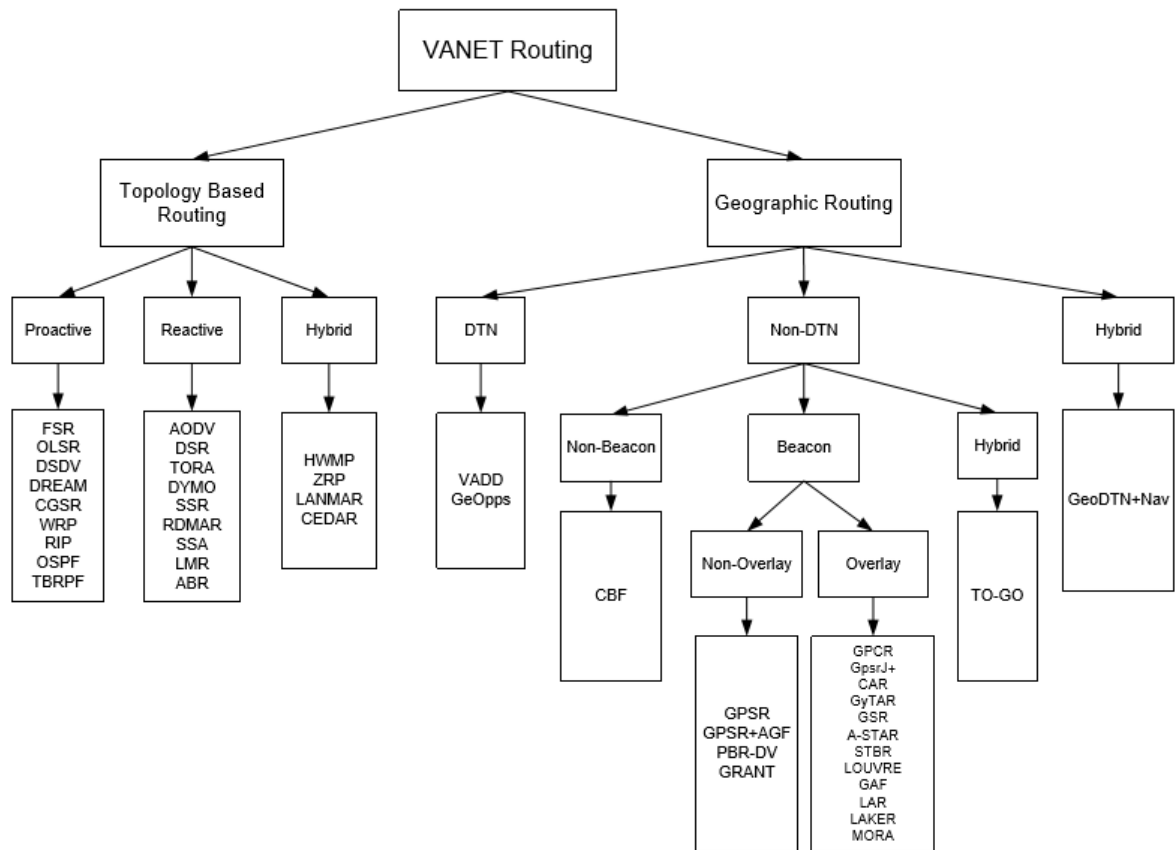 VANET Routing
Topology Based
Routing
Geographic Routing
Proactive
Reactive
Hybrid
DTN
Non-DTN
Hybrid
FSR
OLSR
DSDV
DREAM
CGSR
WRP
RIP
OSPF
TBRPF
AODV
DSR
TORA
DYMO
SSR
RDMAR
SSA
LMR
ABR
HWMP
ZRP
LANMAR
CEDAR
VADD
GeOpps
Non-Beacon
Beacon
Hybrid
GeoDTN+Nav
CBF
Non-Overlay
Overlay
TO-GO
GPSR
GPSR+AGF
PBR-DV
GRANT
GPCR
GpsrJ+
CAR
GyTAR
GSR
A-STAR
STBR
LOUVRE
GAF
LAR
LAKER
MORA